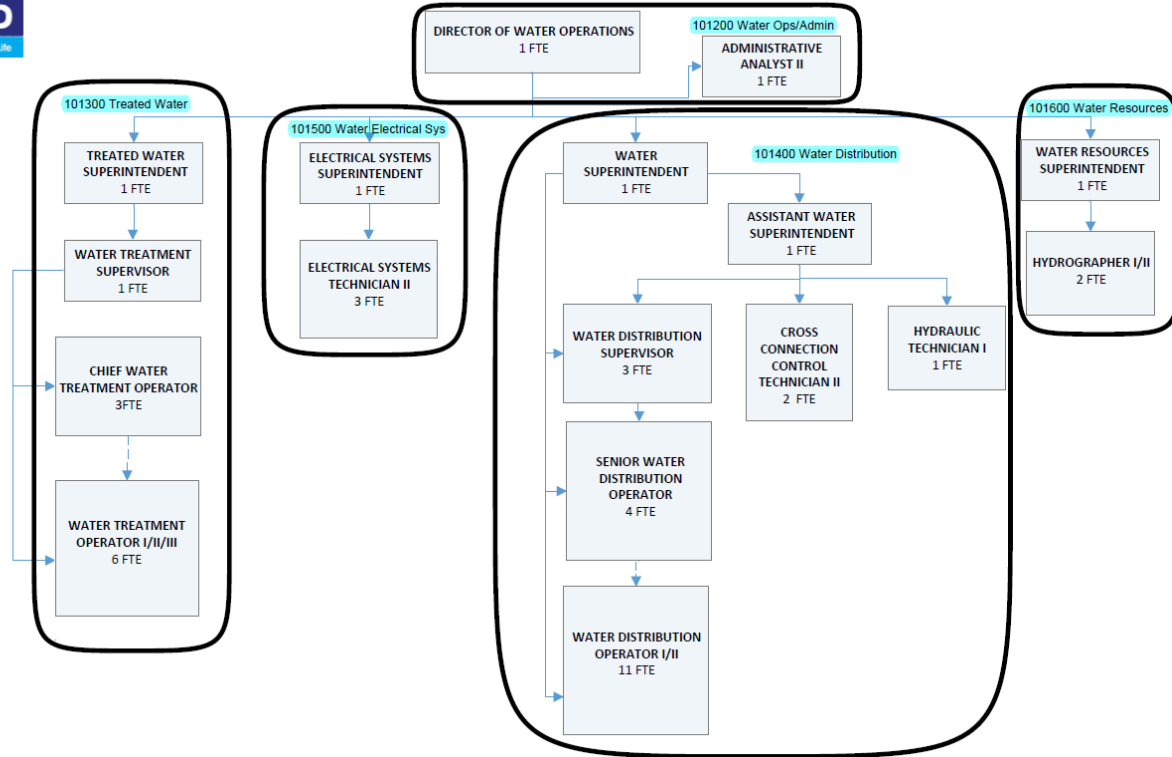 Life
DIRECTOR OF WATER OPERATIONS
1 FTE
101200 Water Ops/Admin
ADMINISTRATIVE
ANALYST II
1 FTE
101300 Treated Water
TREATED WATER
SUPERINTENDENT
1 FTE
WATER TREATMENT
SUPERVISOR
1 FTE
CHIEF WATER
TREATMENT OPERATOR
3FTE
WATER TREATMENT
OPERATOR I/II/III
6 FTE
101500 Water Electrical Sys
ELECTRICAL SYSTEMS
SUPERINTENDENT
1 FTE
ELECTRICAL SYSTEMS
TECHNICIAN II
3 FTE
101400 Water Distribution
WATER
SUPERINTENDENT
1 FTE
ASSISTANT WATER
SUPERINTENDENT
1 FTE
WATER DISTRIBUTION
SUPERVISOR
3 FTE
CROSS
CONNECTION
CONTROL
TECHNICIAN II
2 FTE
HYDRAULIC
TECHNICIAN I
1 FTE
SENIOR WATER
DISTRIBUTION
OPERATOR
4 FTE
WATER DISTRIBUTION
OPERATOR I/II
11 FTE
101600 Water Resources
WATER RESOURCES
SUPERINTENDENT
1 FTE
HYDROGRAPHER I/II
2 FTE